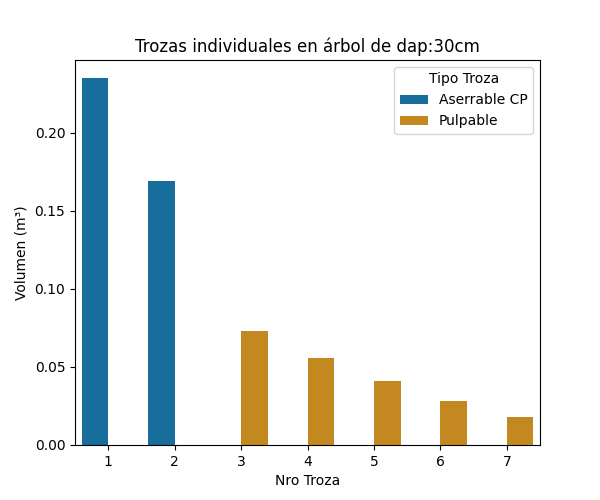 Trozas individuales en árbol de dap:30cm
Tipo Troza
Aserrable CP
Pulpable
0.20
0.15
0.10
0.05
0.00
Volumen (m³)
1 2 3 4 5 6 7
Nro Troza